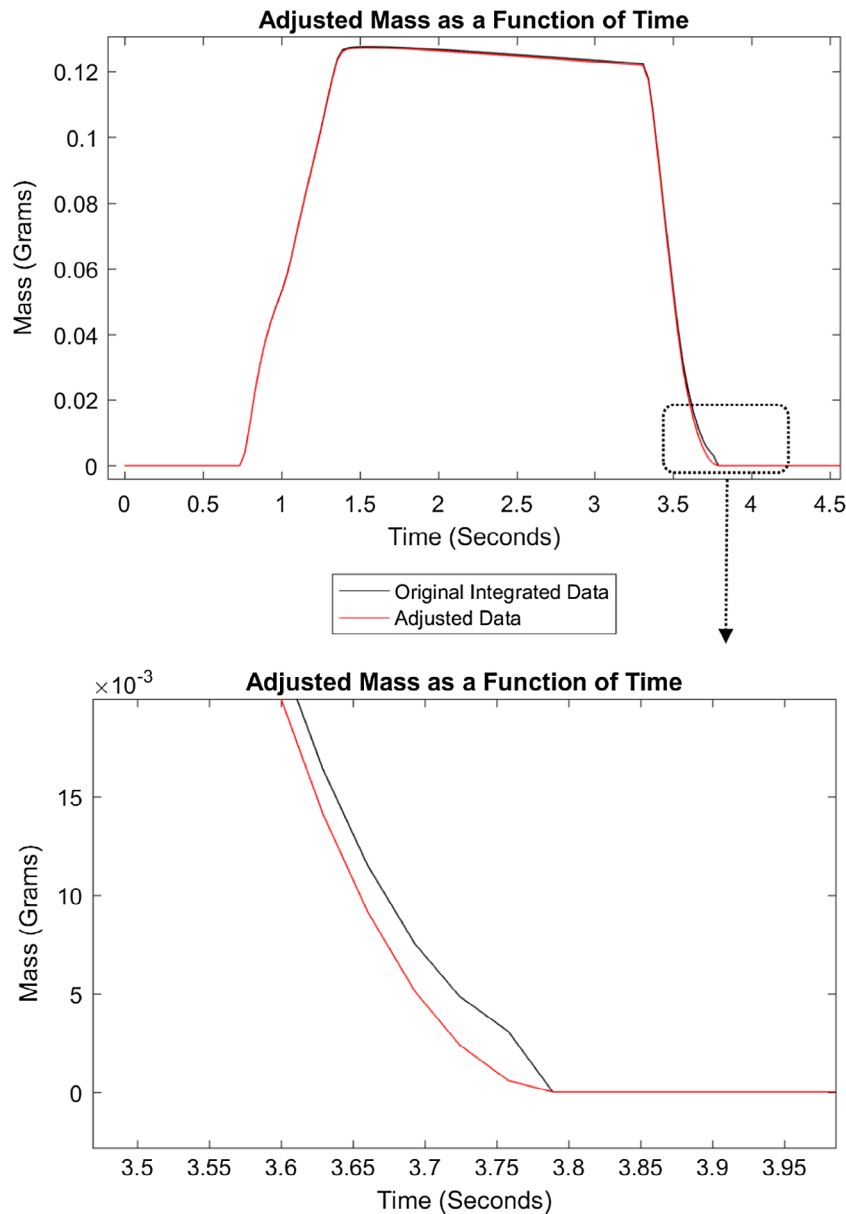 Adjusted Mass as a Function of Time
0.12
0.1
0.08
0.06
0.04
0.02
0
Mass (Grams)
0 0.5 1 1.5 2 2.5 3 3.5 4 4.5
Time (Seconds)
Original Integrated Data
Adjusted Data
×10-3
Adjusted Mass as a Function of Time
15
10
5
0
Mass (Grams)
3.5 3.55 3.6 3.65 3.7 3.75 3.8 3.85 3.9 3.95
Time (Seconds)